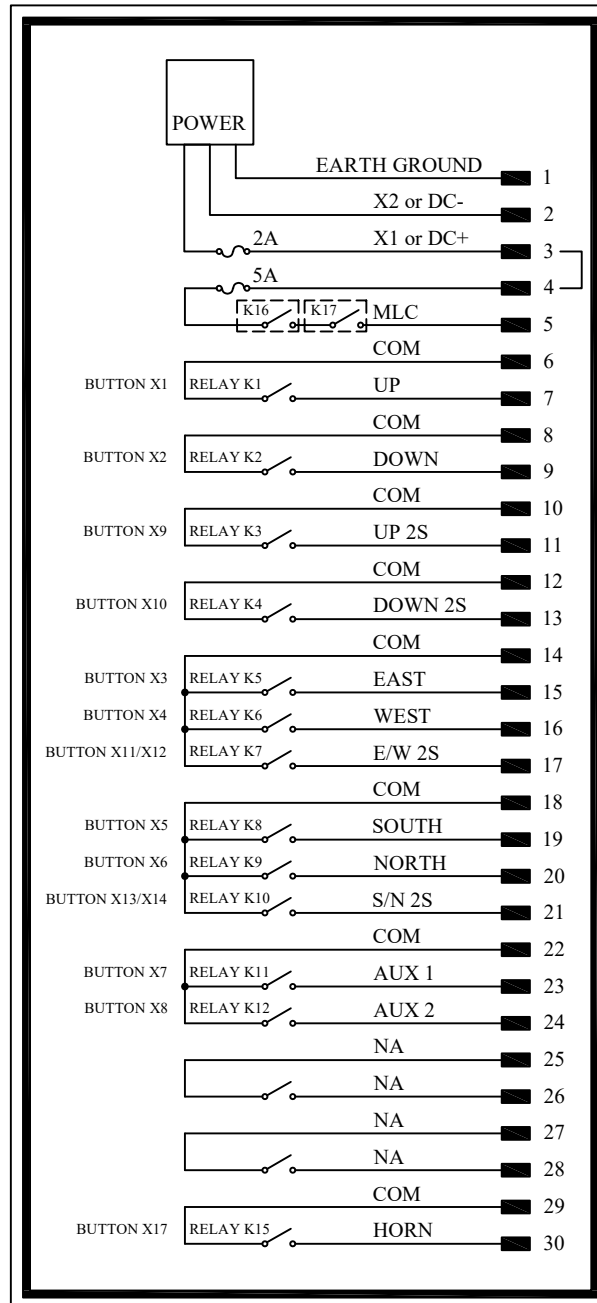 POWER
EARTH GROUND 1
X2 or DC- 2
2A X1 or DC+ 3
5A 4
K16 K17 MLC 5
COM 6
BUTTON X1 RELAY K1 UP 7
COM 8
BUTTON X2 RELAY K2 DOWN 9
COM 10
BUTTON X9 RELAY K3 UP 2S 11
COM 12
BUTTON X10 RELAY K4 DOWN 2S 13
COM 14
BUTTON X3 RELAY K5 EAST 15
BUTTON X4 RELAY K6 WEST 16
BUTTON X11/X12 RELAY K7 E/W 2S 17
COM 18
BUTTON X5 RELAY K8 SOUTH 19
BUTTON X6 RELAY K9 NORTH 20
BUTTON X13/X14 RELAY K10 S/N 2S 21
COM 22
BUTTON X7 RELAY K11 AUX 1 23
BUTTON X8 RELAY K12 AUX 2 24
NA 25
NA 26
NA 27
NA 28
COM 29
BUTTON X17 RELAY K15 HORN 30